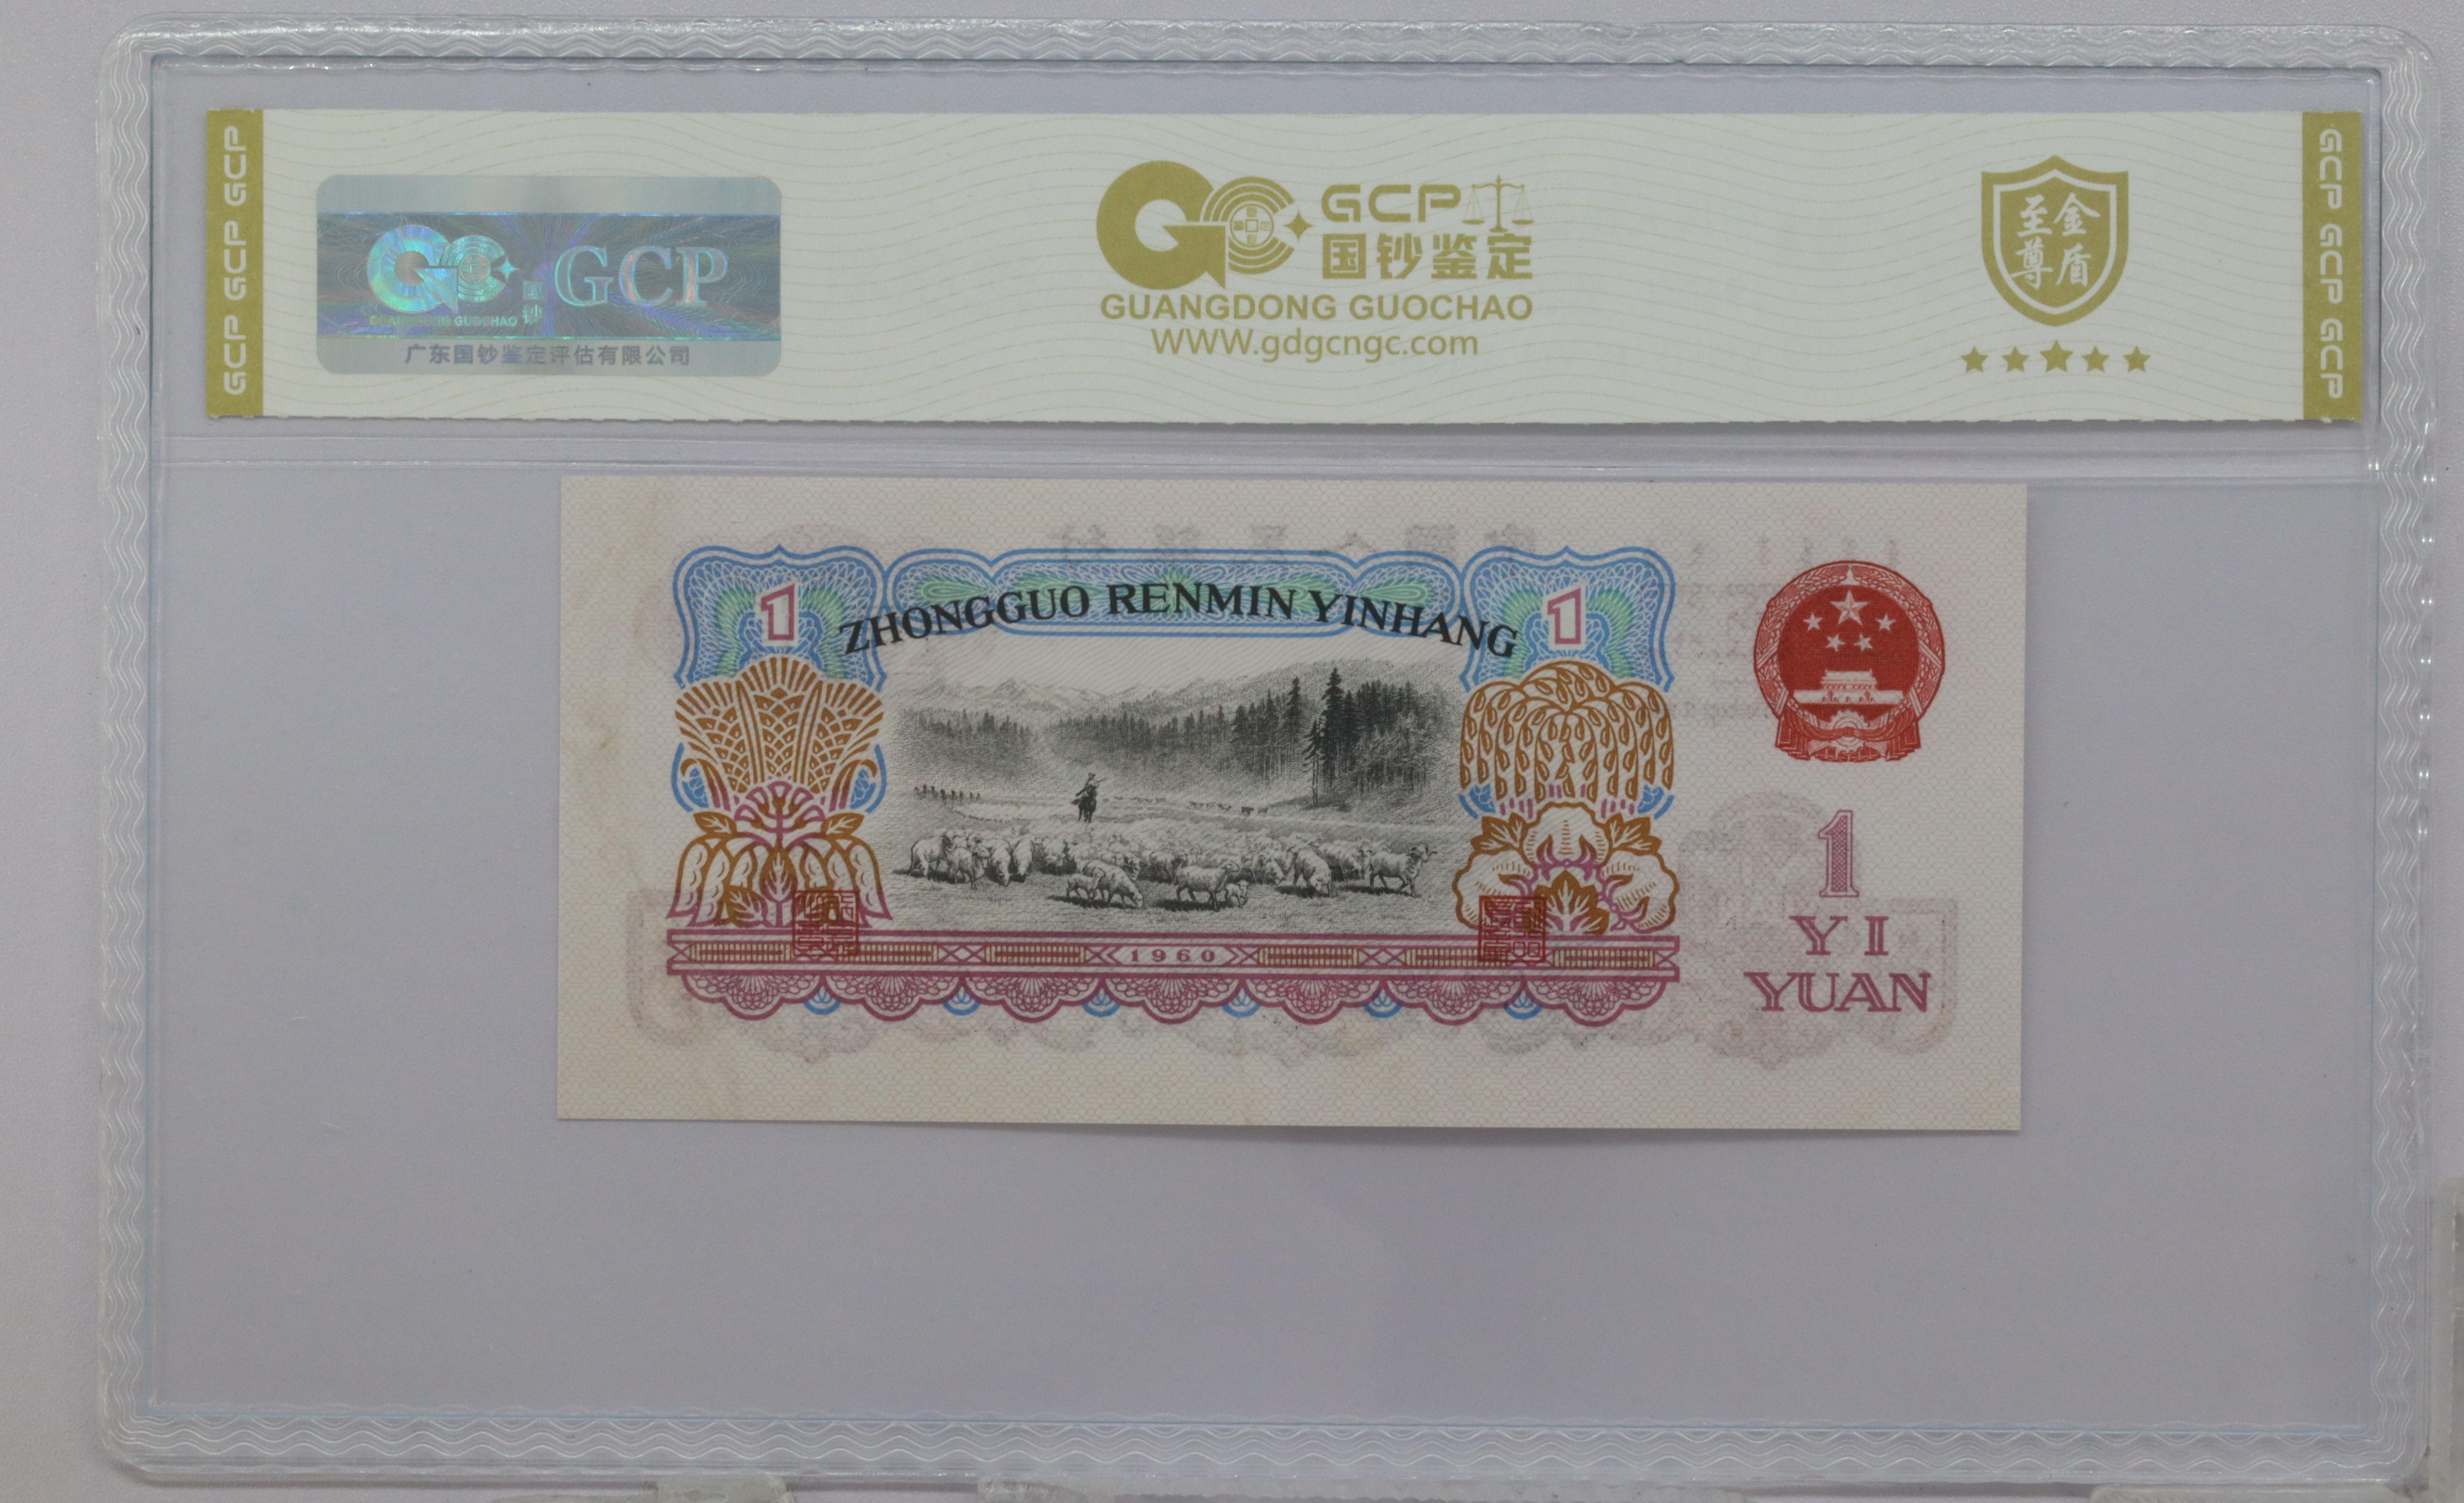 GCP GCP GCP
GCP
国钞
GUANGDONG GUOCHAO
广东国钞鉴定评估有限公司
GCP
国钞鉴定
GUANGDONG GUOCHAO
WWW.gdgcngc.com
至尊金盾
GCP GCP GCP
1
ZHONGGUO RENMIN YINHANG
1
1960
1
YI
YUAN